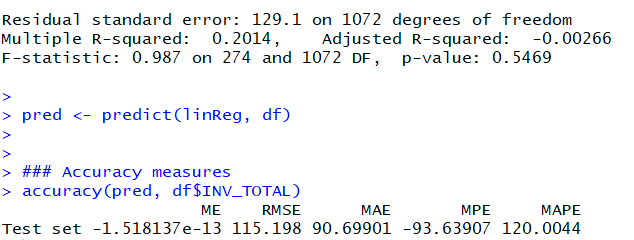 Residual standard error: 129.1 on 1072 degrees of freedom
Multiple R-squared:  0.2014,    Adjusted R-squared:  -0.00266
F-statistic: 0.987 on 274 and 1072 DF,  p-value: 0.5469
>
> pred <- predict(linReg, df)
>
>
> ### Accuracy measures
> accuracy(pred, df$INV_TOTAL)
                    ME    RMSE      MAE       MPE     MAPE
Test set -1.518137e-13 115.198 90.69901 -93.63907 120.0044